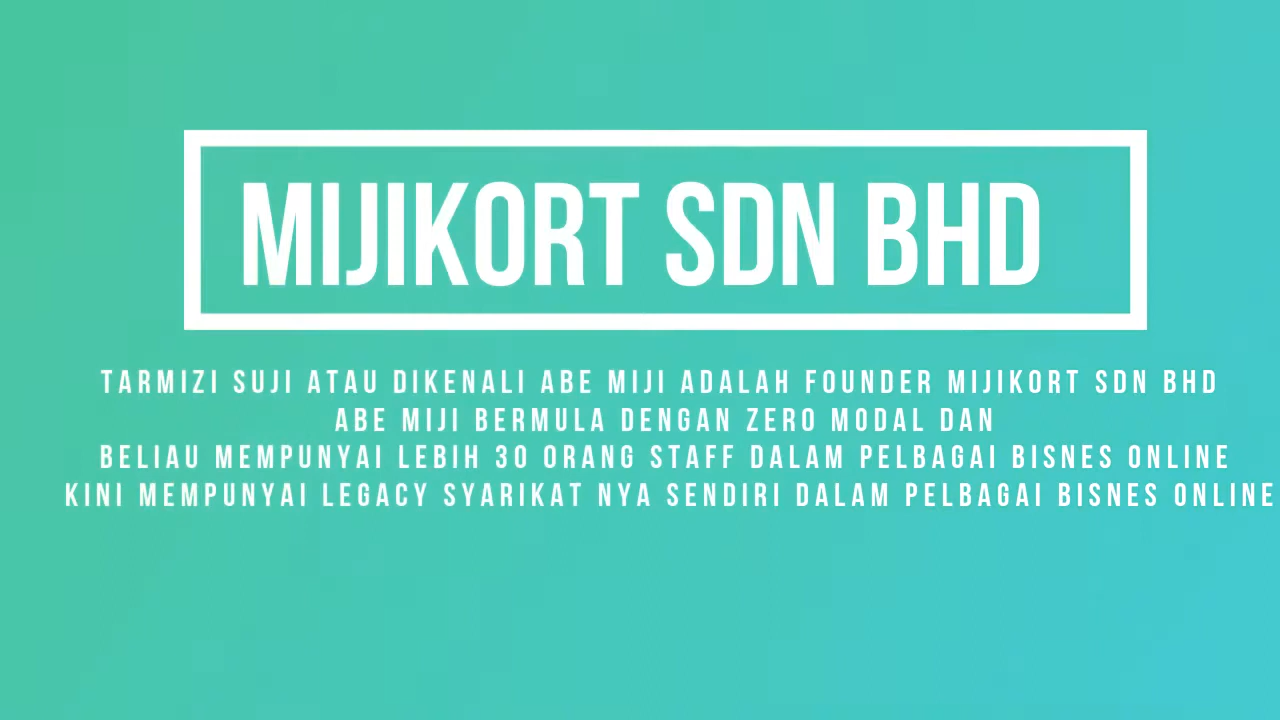 MIJIKORT SDN BHD
TARMIZI SUJI ATAU DIKENALI ABE MIJI ADALAH FOUNDER MIJIKORT SDN BHD
ABE MIJI BERMULA DENGAN ZERO MODAL DAN
BELIAU MEMPUNYAI LEBIH 30 ORANG STAFF DALAM PELBAGAI BISNES ONLINE
KINI MEMPUNYAI LEGACY SYARIKAT NYA SENDIRI DALAM PELBAGAI BISNES ONLINE